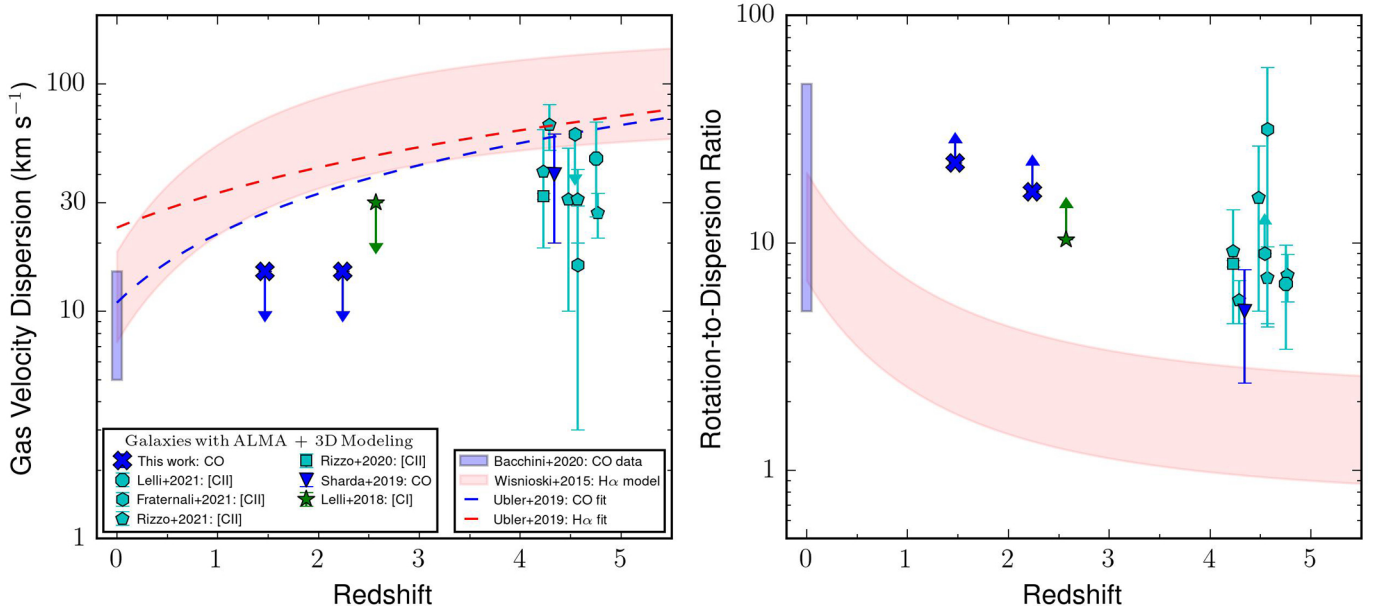 Gas Velocity Dispersion (km s⁻¹)
100
30
10
1
Galaxies with ALMA + 3D Modeling
This work: CO
Lelli+2021: [CII]
Fraternali+2021: [CII]
Rizzo+2021: [CII]
Rizzo+2020: [CII]
Sharda+2019: CO
Lelli+2018: [CI]
Bacchini+2020: CO data
Wisnioski+2015: Hα model
Ubler+2019: CO fit
Ubler+2019: Hα fit
0 1 2 3 4 5
Redshift
Rotation-to-Dispersion Ratio
100
10
1
0 1 2 3 4 5
Redshift